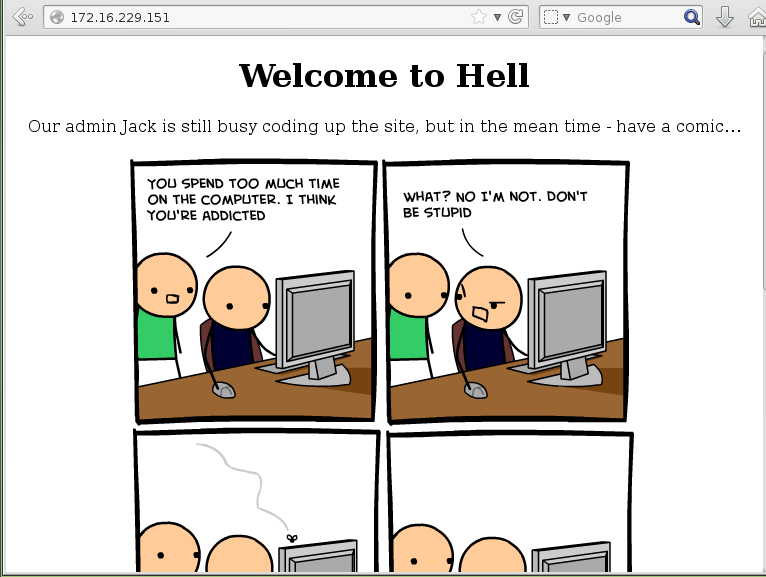 172.16.229.151
Google
Welcome to Hell
Our admin Jack is still busy coding up the site, but in the mean time - have a comic...
YOU SPEND TOO MUCH TIME
ON THE COMPUTER. I THINK
YOU'RE ADDICTED
WHAT? NO I'M NOT. DON'T
BE STUPID